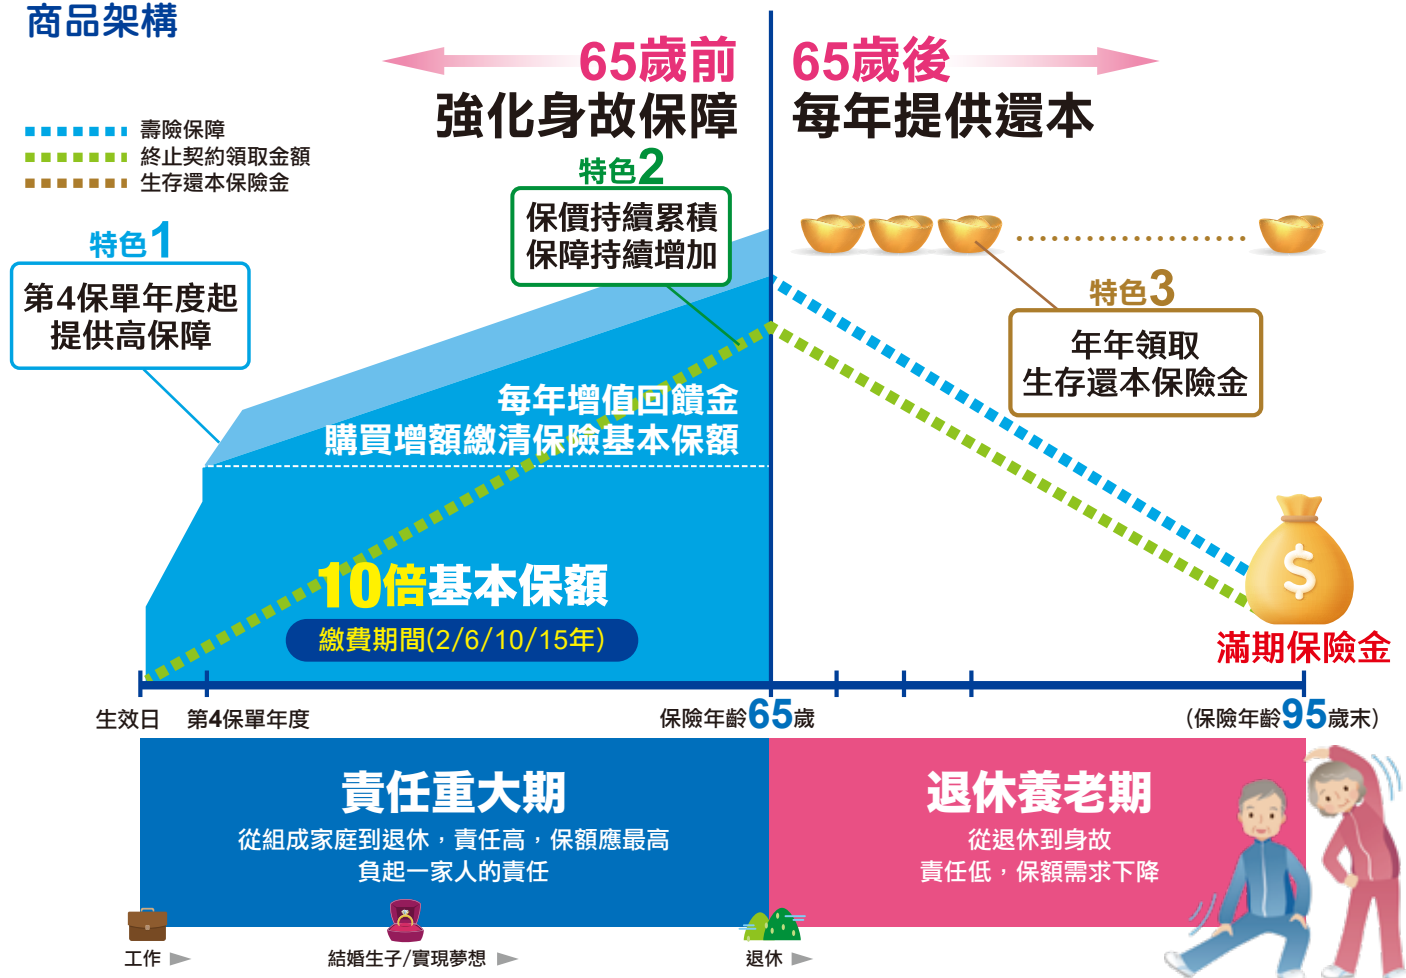 商品架構
65歲前
強化身故保障
65歲後
每年提供還本
壽險保障
終止契約領取金額
生存還本保險金
特色1
第4保單年度起
提供高保障
特色2
保價持續累積
保障持續增加
特色3
年年領取
生存還本保險金
每年增值回饋金
購買增額繳清保險基本保額
10倍基本保額
繳費期間(2/6/10/15年)
$
滿期保險金
生效日
第4保單年度
保險年齡65歲
(保險年齡95歲末)
責任重大期
從組成家庭到退休，責任高，保額應最高
負起一家人的責任
退休養老期
從退休到身故
責任低，保額需求下降
工作
結婚生子/實現夢想
退休